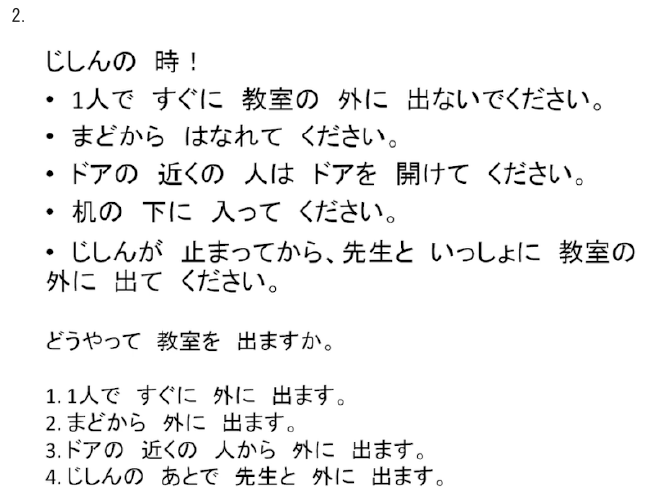 2.
じしんの 時！
• 1人で すぐに 教室の 外に 出ないでください。
• まどから はなれて ください。
• ドアの 近くの 人は ドアを 開けて ください。
• 机の 下に 入って ください。
• じしんが 止まってから、先生と いっしょに 教室の
外に 出て ください。
どうやって 教室を 出ますか。
1. 1人で すぐに 外に 出ます。
2. まどから 外に 出ます。
3. ドアの 近くの 人から 外に 出ます。
4. じしんの あとで 先生と 外に 出ます。